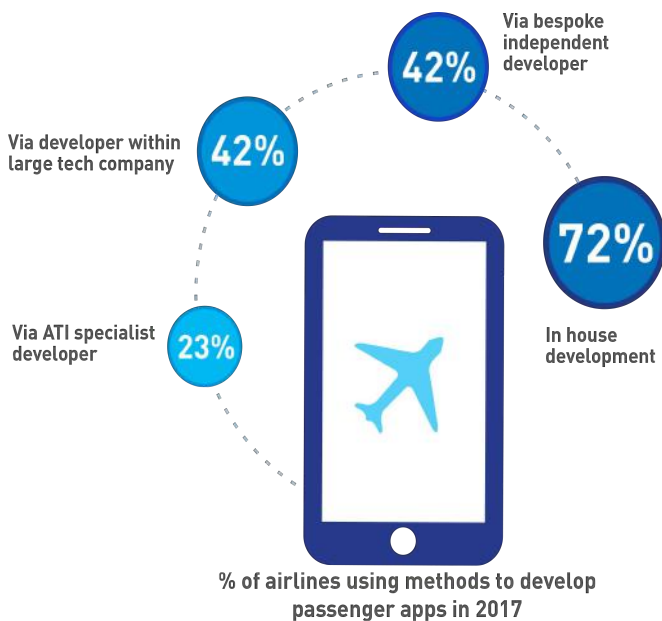 Via bespoke
independent
developer
42%
Via developer within
large tech company
42%
72%
Via ATI specialist
developer
23%
In house
development
% of airlines using methods to develop
passenger apps in 2017